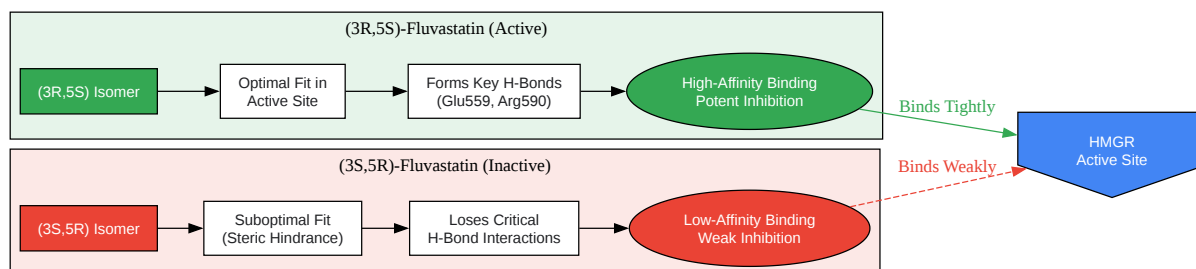 (3R,5S)-Fluvastatin (Active)
(3R,5S) Isomer
Optimal Fit in
Active Site
Forms Key H-Bonds
(Glu559, Arg590)
High-Affinity Binding
Potent Inhibition
Binds Tightly
HMGR
Active Site
(3S,5R)-Fluvastatin (Inactive)
(3S,5R) Isomer
Suboptimal Fit
(Steric Hindrance)
Loses Critical
H-Bond Interactions
Low-Affinity Binding
Weak Inhibition
Binds Weakly